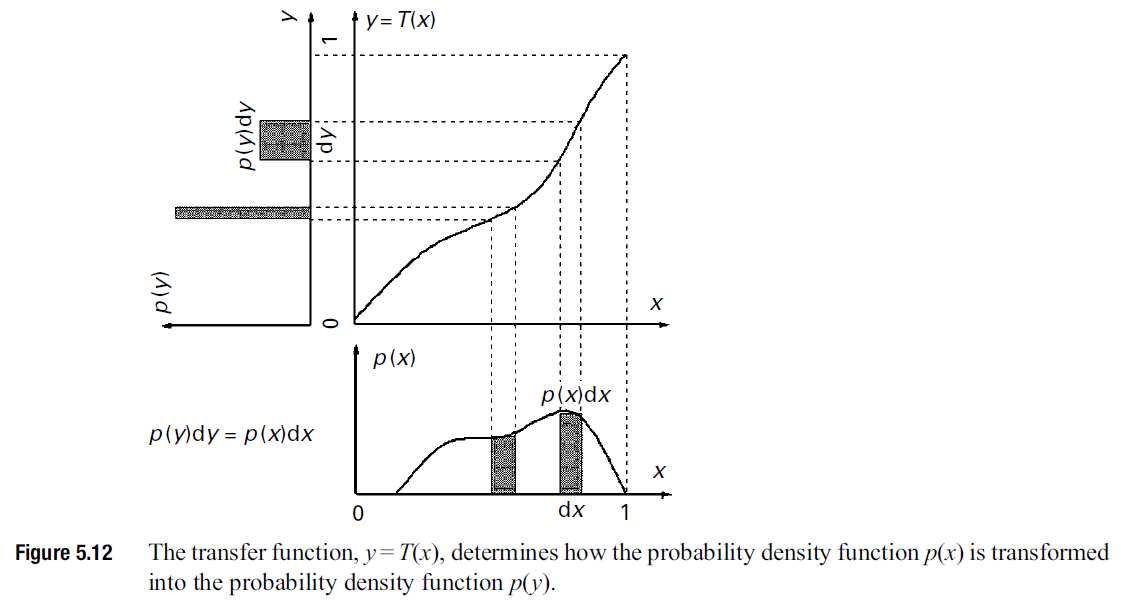 y
y = T(x)
1
p(y)dy
dy
p(y)
0
x
p(x)
p(x)dx
p(y)dy = p(x)dx
x
0
dx
1
Figure 5.12 The transfer function, y = T(x), determines how the probability density function p(x) is transformed
into the probability density function p(y).